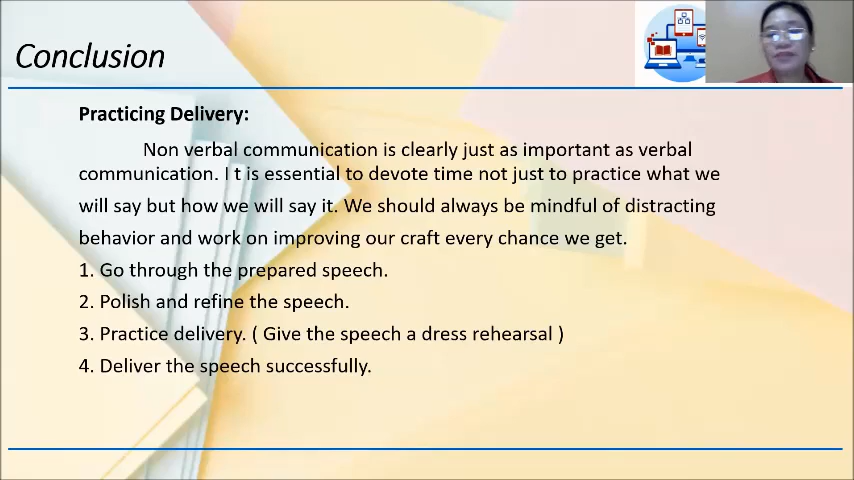 Conclusion
Practicing Delivery:
Non verbal communication is clearly just as important as verbal
communication. I t is essential to devote time not just to practice what we
will say but how we will say it. We should always be mindful of distracting
behavior and work on improving our craft every chance we get.
1. Go through the prepared speech.
2. Polish and refine the speech.
3. Practice delivery. ( Give the speech a dress rehearsal )
4. Deliver the speech successfully.